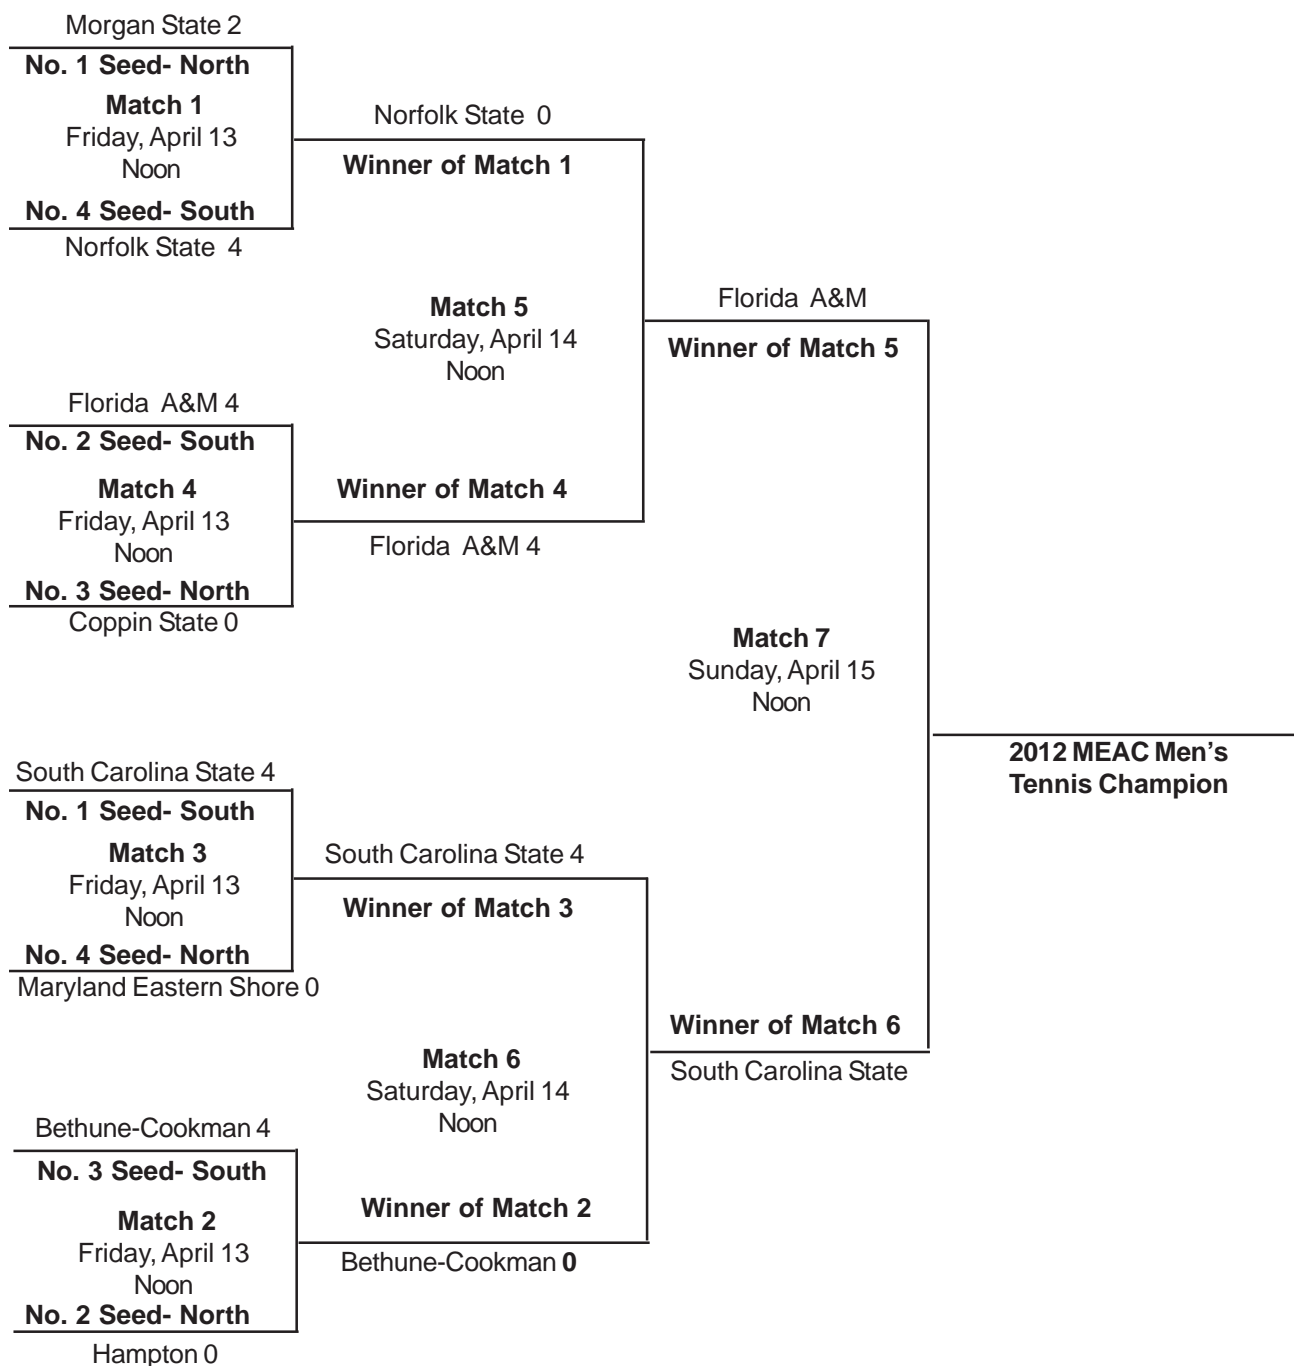 Morgan State 2
No. 1 Seed- North
Match 1
Friday, April 13
Noon
No. 4 Seed- South
Norfolk State 4
Norfolk State 0
Winner of Match 1
Match 5
Saturday, April 14
Noon
Florida A&M 4
No. 2 Seed- South
Match 4
Friday, April 13
Noon
No. 3 Seed- North
Coppin State 0
Winner of Match 4
Florida A&M 4
Florida A&M
Winner of Match 5
Match 7
Sunday, April 15
Noon
2012 MEAC Men's
Tennis Champion
South Carolina State 4
No. 1 Seed- South
Match 3
Friday, April 13
Noon
No. 4 Seed- North
Maryland Eastern Shore 0
South Carolina State 4
Winner of Match 3
Match 6
Saturday, April 14
Noon
Winner of Match 6
South Carolina State
Bethune-Cookman 4
No. 3 Seed- South
Match 2
Friday, April 13
Noon
No. 2 Seed- North
Hampton 0
Winner of Match 2
Bethune-Cookman 0